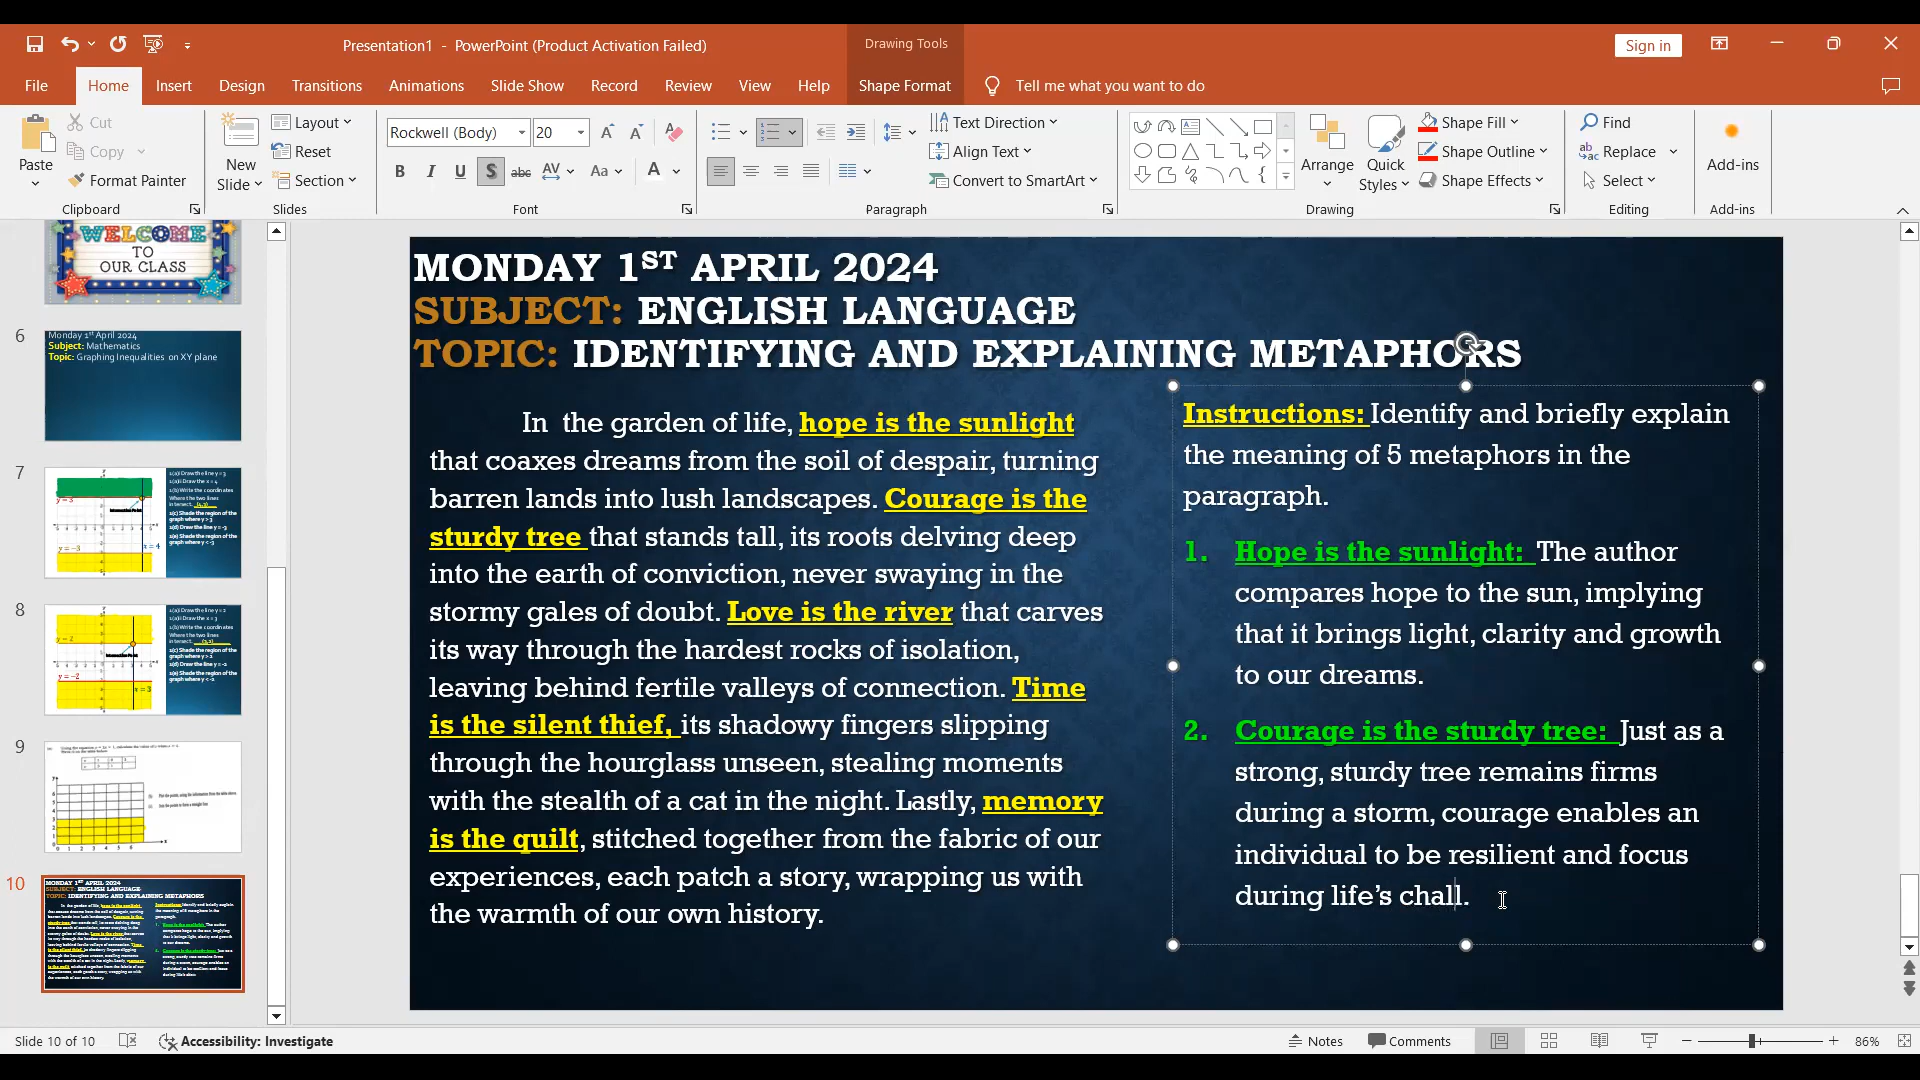 Presentation1 - PowerPoint (Product Activation Failed)
Drawing Tools
Sign in
File Home Insert Design Transitions Animations Slide Show Record Review View Help Shape Format Tell me what you want to do
Paste
Cut
Copy
Format Painter
Clipboard
New Slide
Layout
Reset
Section
Slides
Rockwell (Body) 20
Font
Text Direction
Align Text
Convert to SmartArt
Paragraph
Arrange
Quick Styles
Shape Fill
Shape Outline
Shape Effects
Drawing
Find
Replace
Select
Editing
Add-ins
Add-ins
WELCOME
TO
OUR CLASS
6
Monday 1st April 2024
Subject: Mathematics
Topic: Graphing Inequalities on XY plane
7
8
9
10
MONDAY 1ST APRIL 2024
SUBJECT: ENGLISH LANGUAGE
TOPIC: IDENTIFYING AND EXPLAINING METAPHORS
In the garden of life, hope is the sunlight
that coaxes dreams from the soil of despair, turning
barren lands into lush landscapes. Courage is the
sturdy tree that stands tall, its roots delving deep
into the earth of conviction, never swaying in the
stormy gales of doubt. Love is the river that carves
its way through the hardest rocks of isolation,
leaving behind fertile valleys of connection. Time
is the silent thief, its shadowy fingers slipping
through the hourglass unseen, stealing moments
with the stealth of a cat in the night. Lastly, memory
is the quilt, stitched together from the fabric of our
experiences, each patch a story, wrapping us with
the warmth of our own history.
Instructions: Identify and briefly explain
the meaning of 5 metaphors in the
paragraph.
1. Hope is the sunlight: The author
compares hope to the sun, implying
that it brings light, clarity and growth
to our dreams.
2. Courage is the sturdy tree: Just as a
strong, sturdy tree remains firms
during a storm, courage enables an
individual to be resilient and focus
during life’s chall.
Slide 10 of 10
Accessibility: Investigate
Notes
Comments
86%